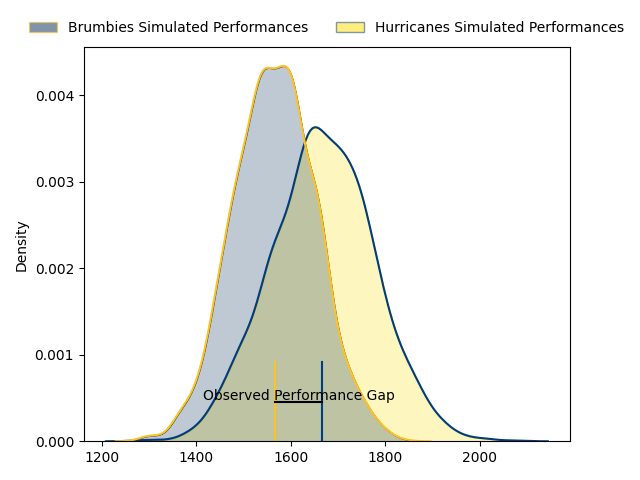 Brumbies Simulated Performances
Hurricanes Simulated Performances
Density
0.004
0.003
0.002
0.001
0.000
Observed Performance Gap
1200
1400
1600
1800
2000